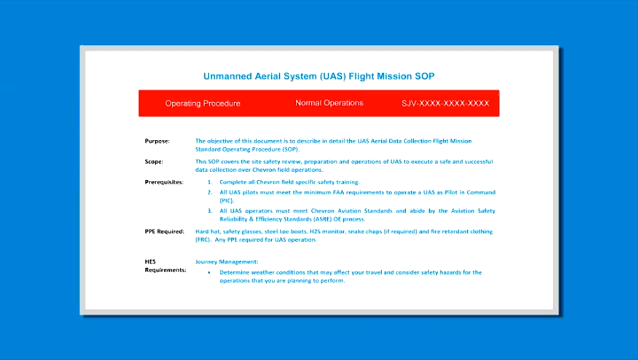 Unmanned Aerial System (UAS) Flight Mission SOP
Operating Procedure Normal Operations SJV-XXXX-XXXX-XXXX
Purpose: The objective of this document is to describe in detail the UAS Aerial Data Collection Flight Mission
Standard Operating Procedure (SOP).
Scope: This SOP covers the site-safety review, preparation and operations of UAS to execute a safe and successful
data collection over Chevron field operations.
Prerequisites: 1. Complete all Chevron field specific safety training.
2. All UAS pilots must meet the minimum FAA requirements to operate a UAS as Pilot in Command
(PIC).
3. All UAS operators must meet Chevron Aviation Standards and abide by the Aviation Safety
Reliability & Efficiency Standards (ASRE) OE process.
PPE Required: Hard hat, safety glasses, steel toe boots, H2S monitor, snake chaps (if required) and fire retardant clothing
(FRC). Any PPE required for UAS operation.
HES Journey Management:
Requirements: • Determine weather conditions that may affect your travel and consider safety hazards for the
operations that you are planning to perform.